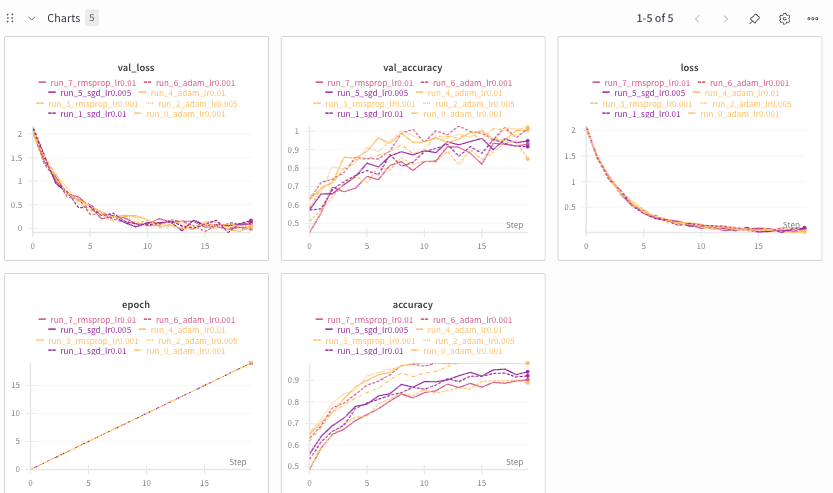 Charts 5 1-5 of 5
val_loss
run_7_rmsprop_lr0.01 run_6_adam_lr0.001
run_5_sgd_lr0.005 run_4_adam_lr0.01
run_3_rmsprop_lr0.001 run_2_adam_lr0.005
run_1_sgd_lr0.01 run_0_adam_lr0.001
2
1.5
1
0.5
0
0 5 10 15
val_accuracy
run_7_rmsprop_lr0.01 run_6_adam_lr0.001
run_5_sgd_lr0.005 run_4_adam_lr0.01
run_3_rmsprop_lr0.001 run_2_adam_lr0.005
run_1_sgd_lr0.01 run_0_adam_lr0.001
1
0.9
0.8
0.7
0.6
0.5
Step
0 5 10 15
loss
run_7_rmsprop_lr0.01 run_6_adam_lr0.001
run_5_sgd_lr0.005 run_4_adam_lr0.01
run_3_rmsprop_lr0.001 run_2_adam_lr0.005
run_1_sgd_lr0.01 run_0_adam_lr0.001
2
1.5
1
0.5
Step
0 5 10 15
epoch
run_7_rmsprop_lr0.01 run_6_adam_lr0.001
run_5_sgd_lr0.005 run_4_adam_lr0.01
run_3_rmsprop_lr0.001 run_2_adam_lr0.005
run_1_sgd_lr0.01 run_0_adam_lr0.001
15
10
5
0
Step
0 5 10 15
accuracy
run_7_rmsprop_lr0.01 run_6_adam_lr0.001
run_5_sgd_lr0.005 run_4_adam_lr0.01
run_3_rmsprop_lr0.001 run_2_adam_lr0.005
run_1_sgd_lr0.01 run_0_adam_lr0.001
0.9
0.8
0.7
0.6
0.5
Step
0 5 10 15